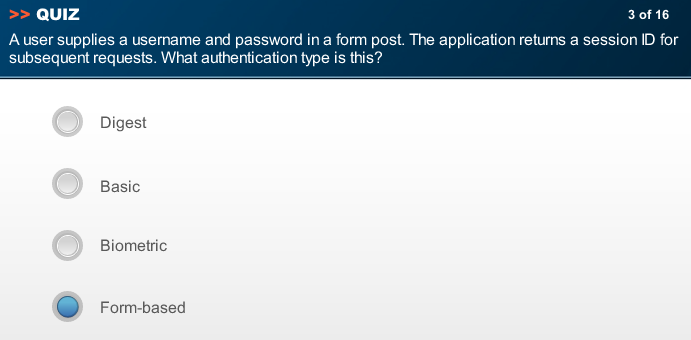 >> QUIZ
3 of 16
A user supplies a username and password in a form post. The application returns a session ID for
subsequent requests. What authentication type is this?
Digest
Basic
Biometric
Form-based